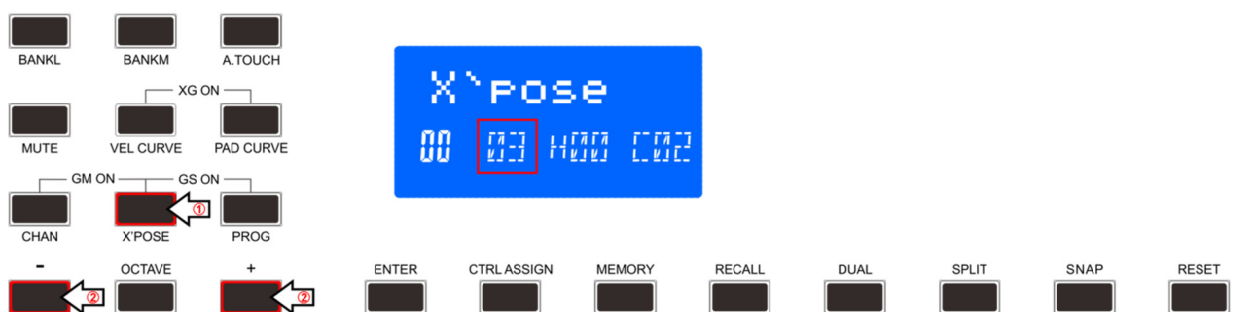 BANKL BANKM A.TOUCH
XG ON
MUTE VEL CURVE PAD CURVE
GM ON GS ON
①
CHAN X'POSE PROG
- OCTAVE +
② ②
X`pose
00 03 H00 C02
ENTER CTRL ASSIGN MEMORY RECALL DUAL SPLIT SNAP RESET